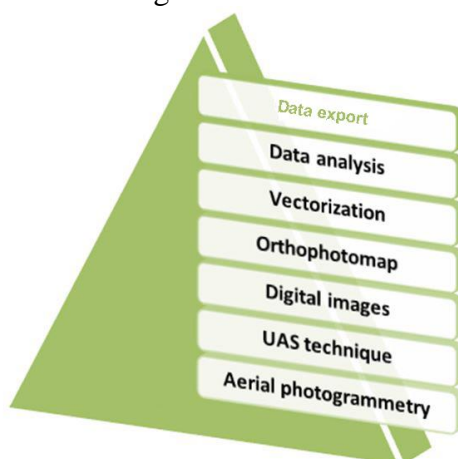 Data export
Data analysis
Vectorization
Orthophotomap
Digital images
UAS technique
Aerial photogrammetry